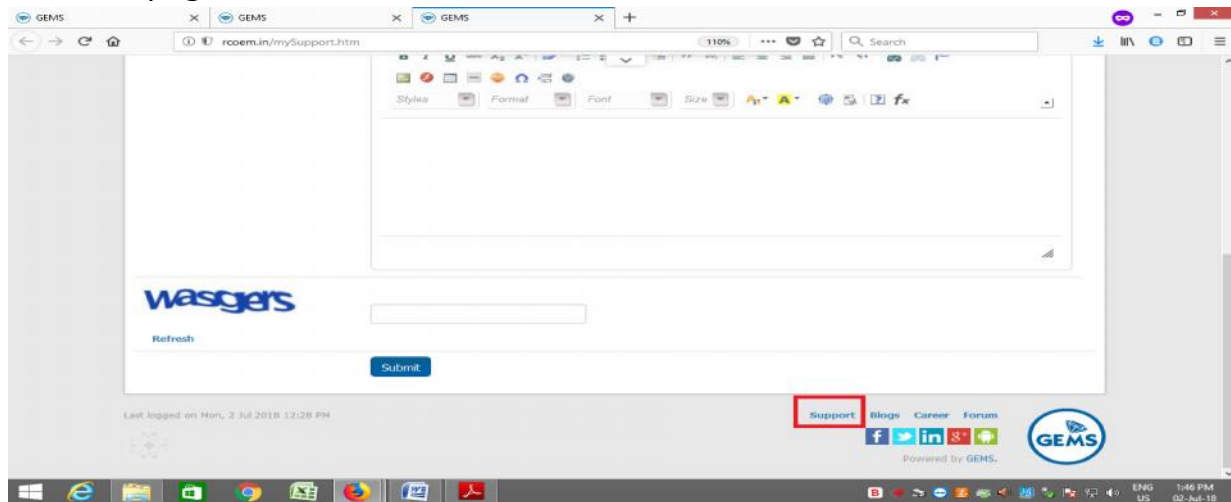 GEMS GEMS GEMS
rcoem.in/mySupport.htm 110% Search
Styles Format Font Size
wasgers
Refresh
Submit
Last logged on Mon, 2 Jul 2018 12:28 PM
Support Blogs Career Forum
GEMS
Powered by GEMS.
ENG 1:46 PM
US 02-Jul-18